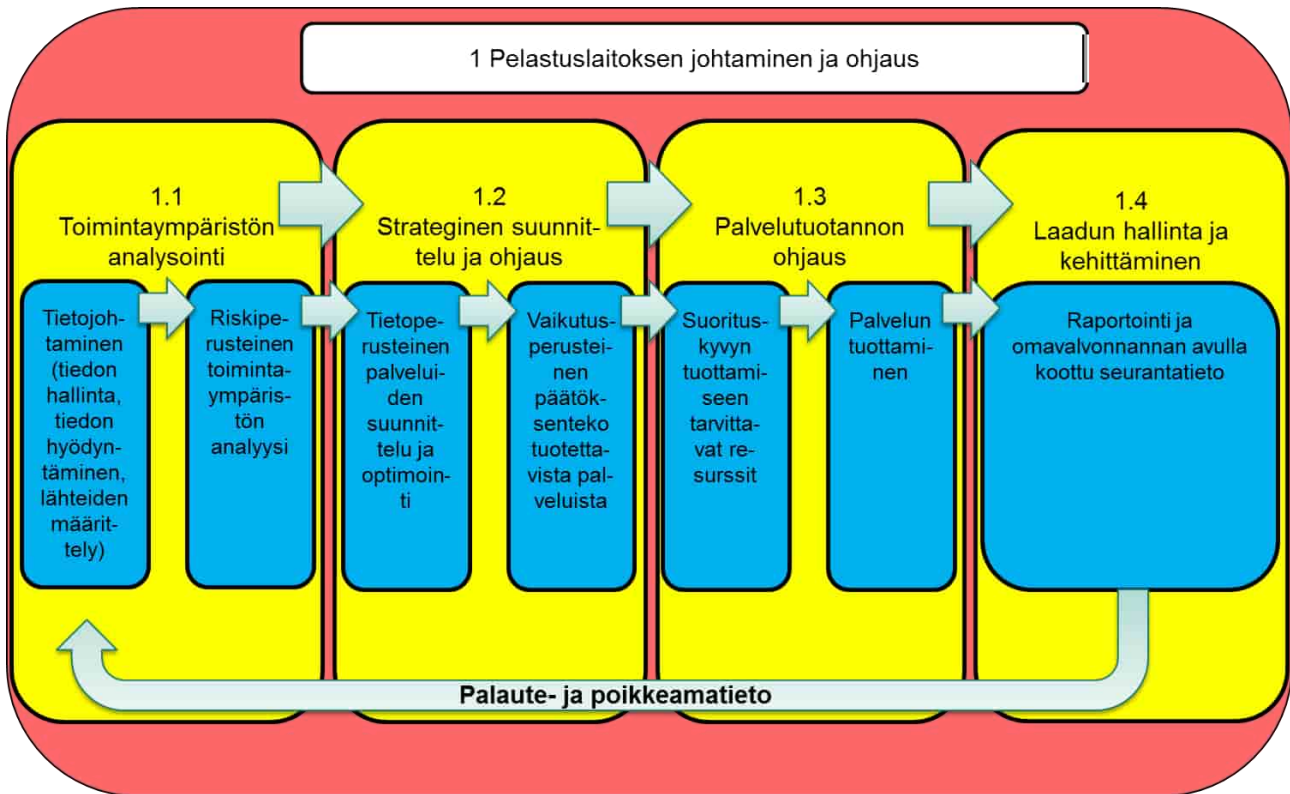 1 Pelastuslaitoksen johtaminen ja ohjaus
1.1
Toimintaympäristön
analysointi
Tietojoh-
taminen
(tiedon
hallinta,
tiedon
hyödyn-
täminen,
lähteiden
määrit-
tely)
Riskipe-
rusteinen
toiminta-
ympäris-
tön
analyysi
1.2
Strateginen suunnit-
telu ja ohjaus
Tietope-
rusteinen
palvelui-
den
suunnit-
telu ja
optimoin-
ti
Vaikutus-
perustei-
nen
päätök-
senteko
tuotetta-
vista pal-
veluista
1.3
Palvelutuotannon
ohjaus
Suoritus-
kyvyn
tuottami-
seen
tarvitta-
vat re-
surssit
Palvelun
tuottami-
nen
1.4
Laadun hallinta ja
kehittäminen
Raportointi ja
omavalvonnannan avulla
koottu seurantatieto
Palaute- ja poikkeamatieto